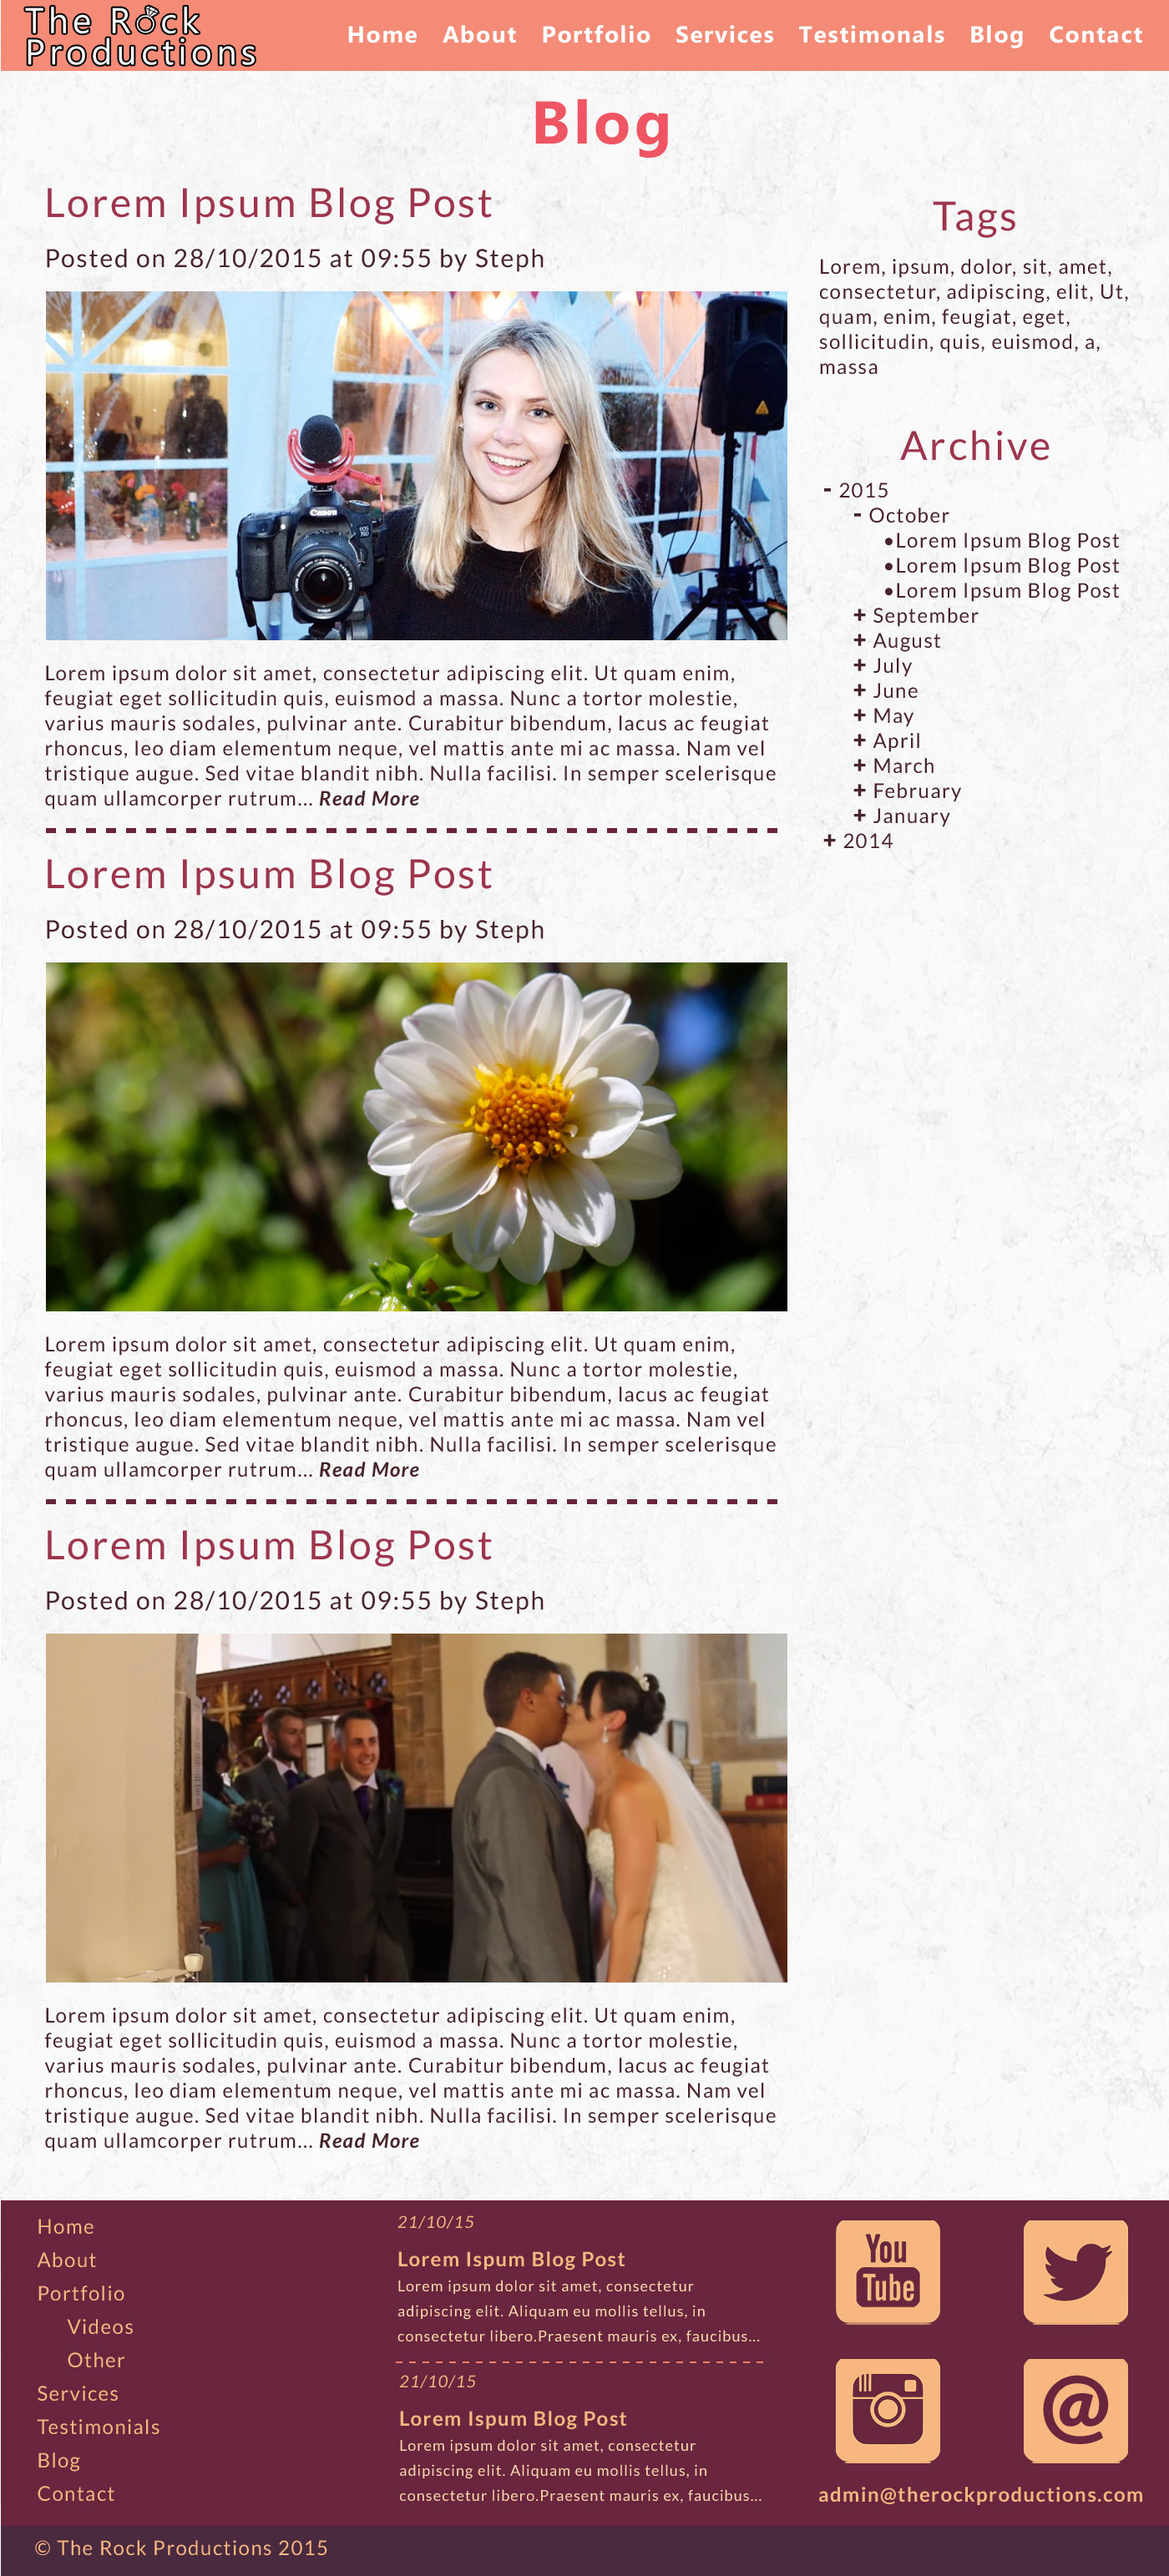 The Rock
Productions
Home About Portfolio Services Testimonals Blog Contact
Blog
Lorem Ipsum Blog Post
Posted on 28/10/2015 at 09:55 by Steph
Canon
EOS
70D
Lorem ipsum dolor sit amet, consectetur adipiscing elit. Ut quam enim,
feugiat eget sollicitudin quis, euismod a massa. Nunc a tortor molestie,
varius mauris sodales, pulvinar ante. Curabitur bibendum, lacus ac feugiat
rhoncus, leo diam elementum neque, vel mattis ante mi ac massa. Nam vel
tristique augue. Sed vitae blandit nibh. Nulla facilisi. In semper scelerisque
quam ullamcorper rutrum... Read More
Lorem Ipsum Blog Post
Posted on 28/10/2015 at 09:55 by Steph
Lorem ipsum dolor sit amet, consectetur adipiscing elit. Ut quam enim,
feugiat eget sollicitudin quis, euismod a massa. Nunc a tortor molestie,
varius mauris sodales, pulvinar ante. Curabitur bibendum, lacus ac feugiat
rhoncus, leo diam elementum neque, vel mattis ante mi ac massa. Nam vel
tristique augue. Sed vitae blandit nibh. Nulla facilisi. In semper scelerisque
quam ullamcorper rutrum... Read More
Lorem Ipsum Blog Post
Posted on 28/10/2015 at 09:55 by Steph
Lorem ipsum dolor sit amet, consectetur adipiscing elit. Ut quam enim,
feugiat eget sollicitudin quis, euismod a massa. Nunc a tortor molestie,
varius mauris sodales, pulvinar ante. Curabitur bibendum, lacus ac feugiat
rhoncus, leo diam elementum neque, vel mattis ante mi ac massa. Nam vel
tristique augue. Sed vitae blandit nibh. Nulla facilisi. In semper scelerisque
quam ullamcorper rutrum... Read More
Tags
Lorem, ipsum, dolor, sit, amet,
consectetur, adipiscing, elit, Ut,
quam, enim, feugiat, eget,
sollicitudin, quis, euismod, a,
massa
Archive
- 2015
- October
•Lorem Ipsum Blog Post
•Lorem Ipsum Blog Post
•Lorem Ipsum Blog Post
+ September
+ August
+ July
+ June
+ May
+ April
+ March
+ February
+ January
+ 2014
Home
About
Portfolio
Videos
Other
Services
Testimonials
Blog
Contact
21/10/15
Lorem Ispum Blog Post
Lorem ipsum dolor sit amet, consectetur
adipiscing elit. Aliquam eu mollis tellus, in
consectetur libero.Praesent mauris ex, faucibus...
21/10/15
Lorem Ispum Blog Post
Lorem ipsum dolor sit amet, consectetur
adipiscing elit. Aliquam eu mollis tellus, in
consectetur libero.Praesent mauris ex, faucibus...
You
Tube
@
admin@therockproductions.com
© The Rock Productions 2015